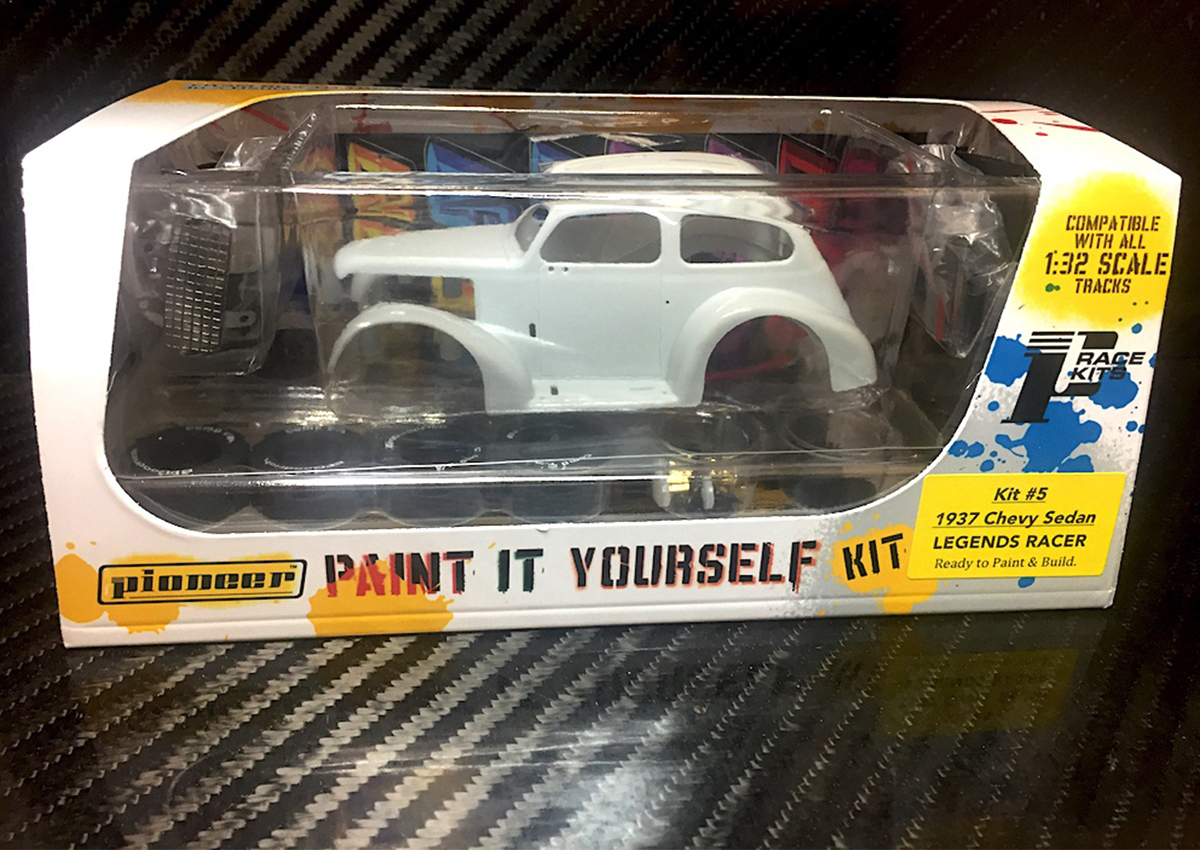 COMPATIBLE
WITH ALL
1:32 SCALE
TRACKS
P RACE
KITS
Kit #5
1937 Chevy Sedan
LEGENDS RACER
Ready to Paint & Build.
pioneer™
PAINT IT YOURSELF KIT